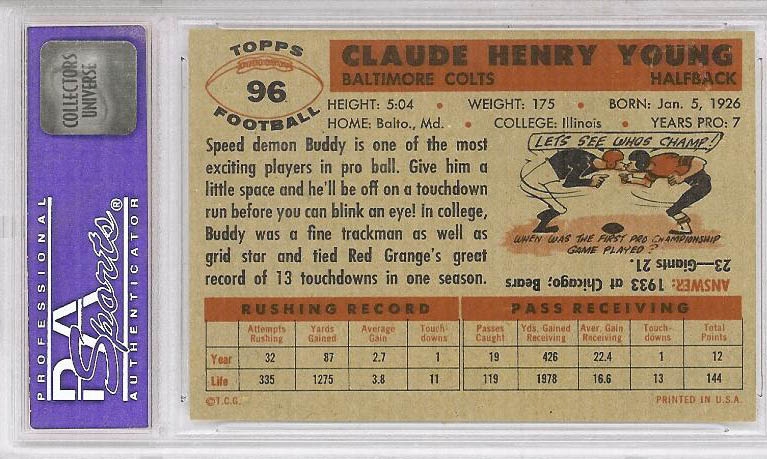 COLLECTORS
UNIVERSE
PROFESSIONAL
PSA
Sports®
AUTHENTICATOR
TOPPS
96
FOOTBALL
CLAUDE HENRY YOUNG
BALTIMORE COLTS HALFBACK
HEIGHT: 5:04 • WEIGHT: 175 • BORN: Jan. 5, 1926
HOME: Balto., Md. • COLLEGE: Illinois • YEARS PRO: 7
Speed demon Buddy is one of the most
exciting players in pro ball. Give him a
little space and he'll be off on a touchdown
run before you can blink an eye! In college,
Buddy was a fine trackman as well as
grid star and tied Red Grange's great
record of 13 touchdowns in one season.
LET'S SEE WHOS CHAMP!
WHEN WAS THE FIRST PRO CHAMPIONSHIP
GAME PLAYED?
ANSWER: 1933 at Chicago; Bears
23—Giants 21.
RUSHING RECORD PASS RECEIVING
Attempts Rushing Yards Gained Average Gain Touch-downs Passes Caught Yds. Gained Receiving Aver. Gain Receiving Touch-downs Total Points
Year 32 87 2.7 1 19 426 22.4 1 12
Life 335 1275 3.8 11 119 1978 16.6 13 144
©T.C.G. PRINTED IN U.S.A.